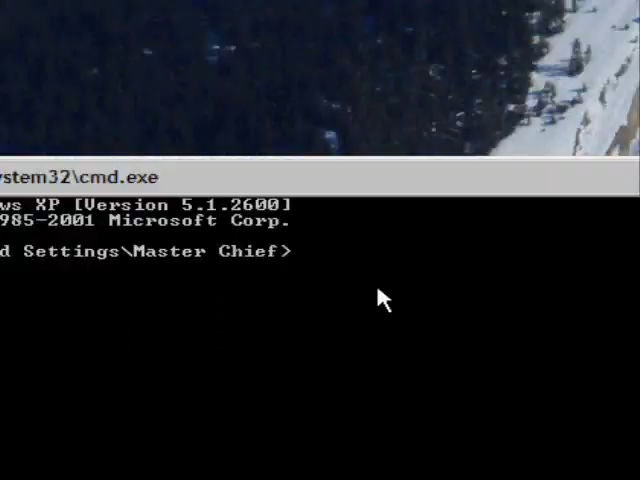 ystem32\cmd.exe
ws XP [Version 5.1.2600]
985-2001 Microsoft Corp.
d Settings\Master Chief>